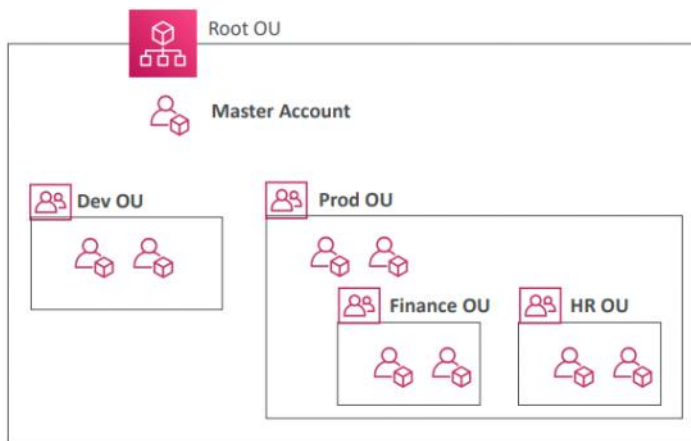 Root OU
Master Account
Dev OU
Prod OU
Finance OU
HR OU